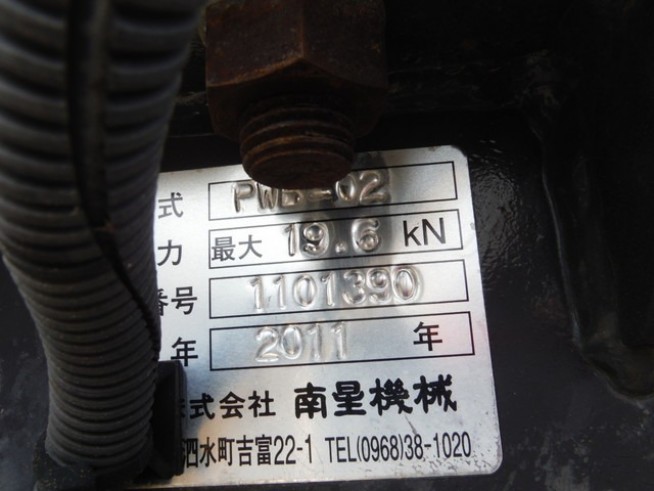 式 PWB-02
力 最大 19.6 kN
番号 1101390
年 2011 年
株式会社 南星機械
泗水町吉富22-1 TEL(0968)38-1020